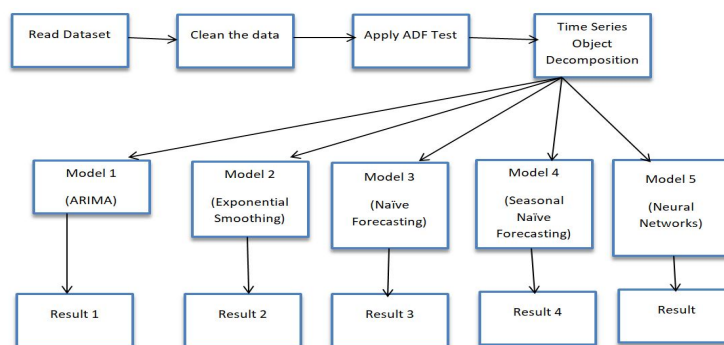 Read Dataset
Clean the data
Apply ADF Test
Time Series
Object
Decomposition
Model 1
(ARIMA)
Model 2
(Exponential
Smoothing)
Model 3
(Naïve
Forecasting)
Model 4
(Seasonal
Naïve
Forecasting)
Model 5
(Neural
Networks)
Result 1
Result 2
Result 3
Result 4
Result